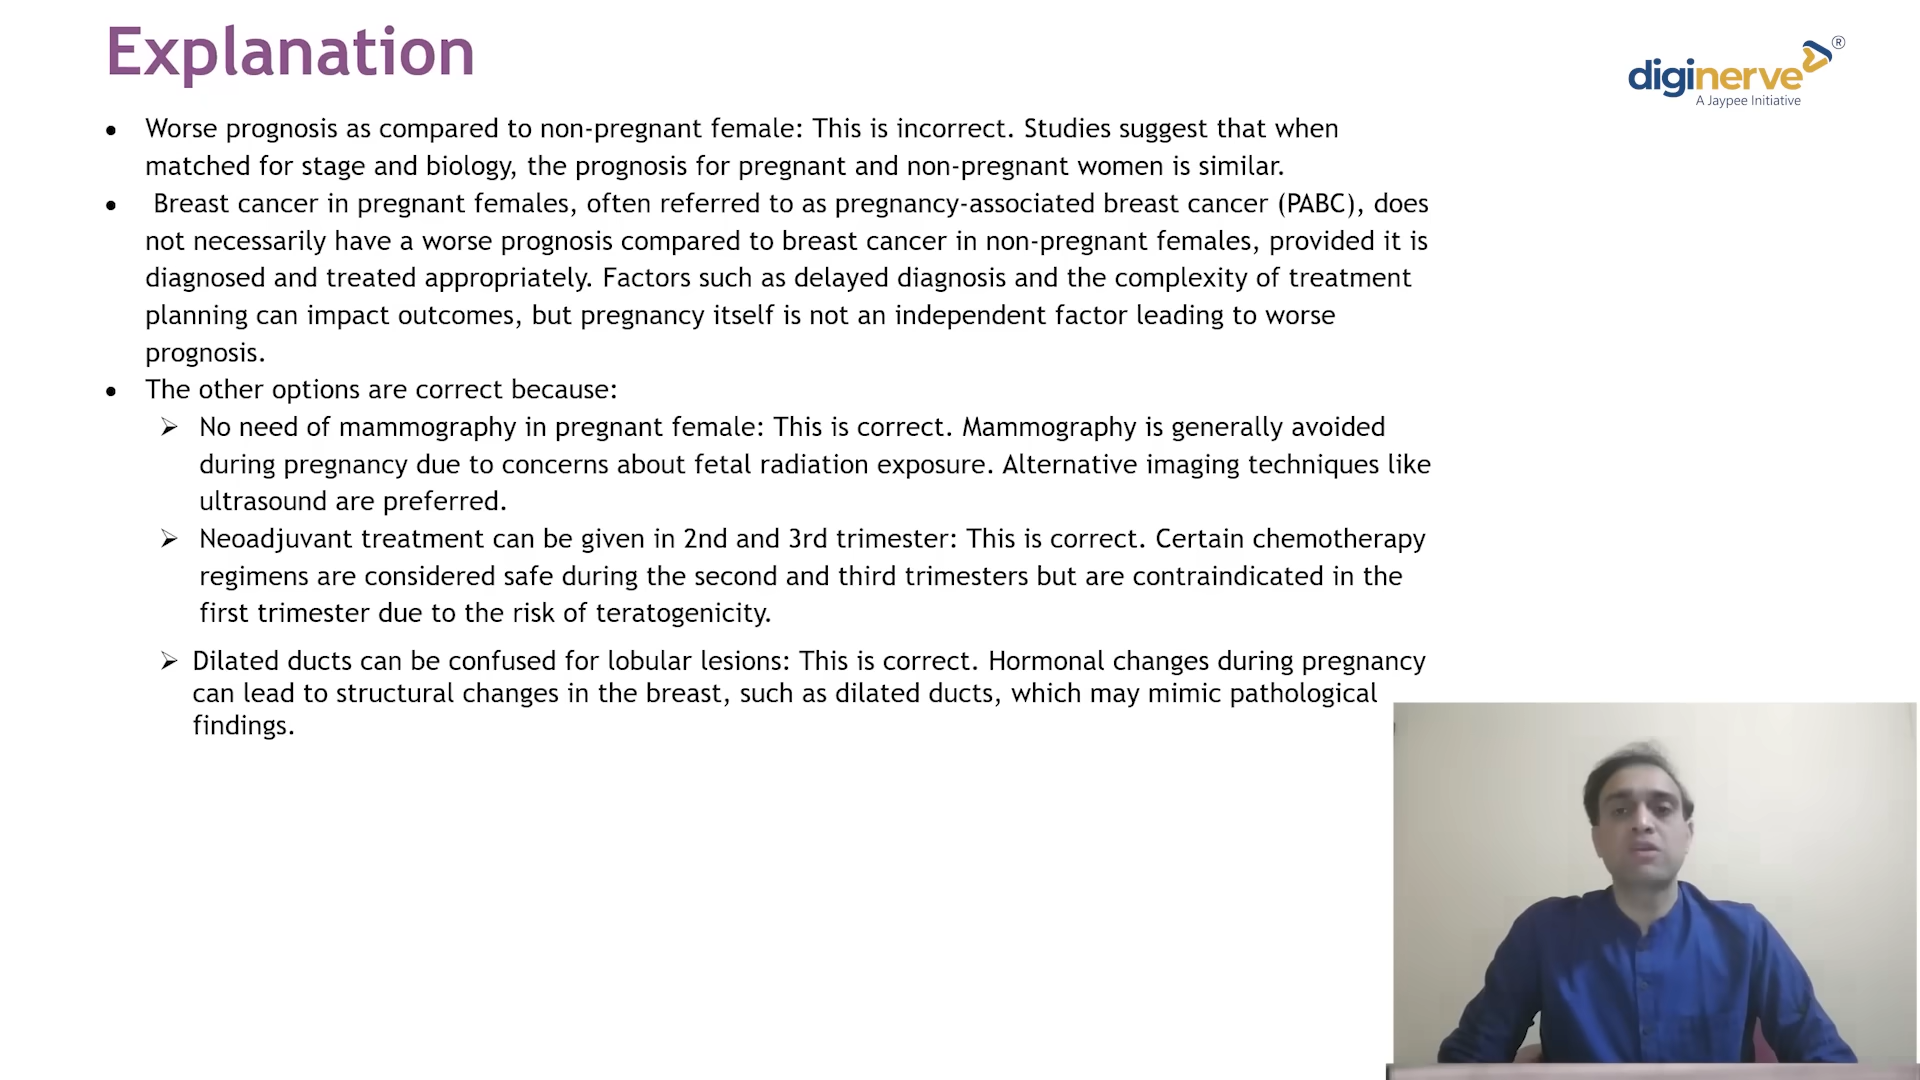 Explanation
diginerve®
A Jaypee Initiative
• Worse prognosis as compared to non-pregnant female: This is incorrect. Studies suggest that when
matched for stage and biology, the prognosis for pregnant and non-pregnant women is similar.
• Breast cancer in pregnant females, often referred to as pregnancy-associated breast cancer (PABC), does
not necessarily have a worse prognosis compared to breast cancer in non-pregnant females, provided it is
diagnosed and treated appropriately. Factors such as delayed diagnosis and the complexity of treatment
planning can impact outcomes, but pregnancy itself is not an independent factor leading to worse
prognosis.
• The other options are correct because:
➢ No need of mammography in pregnant female: This is correct. Mammography is generally avoided
during pregnancy due to concerns about fetal radiation exposure. Alternative imaging techniques like
ultrasound are preferred.
➢ Neoadjuvant treatment can be given in 2nd and 3rd trimester: This is correct. Certain chemotherapy
regimens are considered safe during the second and third trimesters but are contraindicated in the
first trimester due to the risk of teratogenicity.
➢ Dilated ducts can be confused for lobular lesions: This is correct. Hormonal changes during pregnancy
can lead to structural changes in the breast, such as dilated ducts, which may mimic pathological
findings.